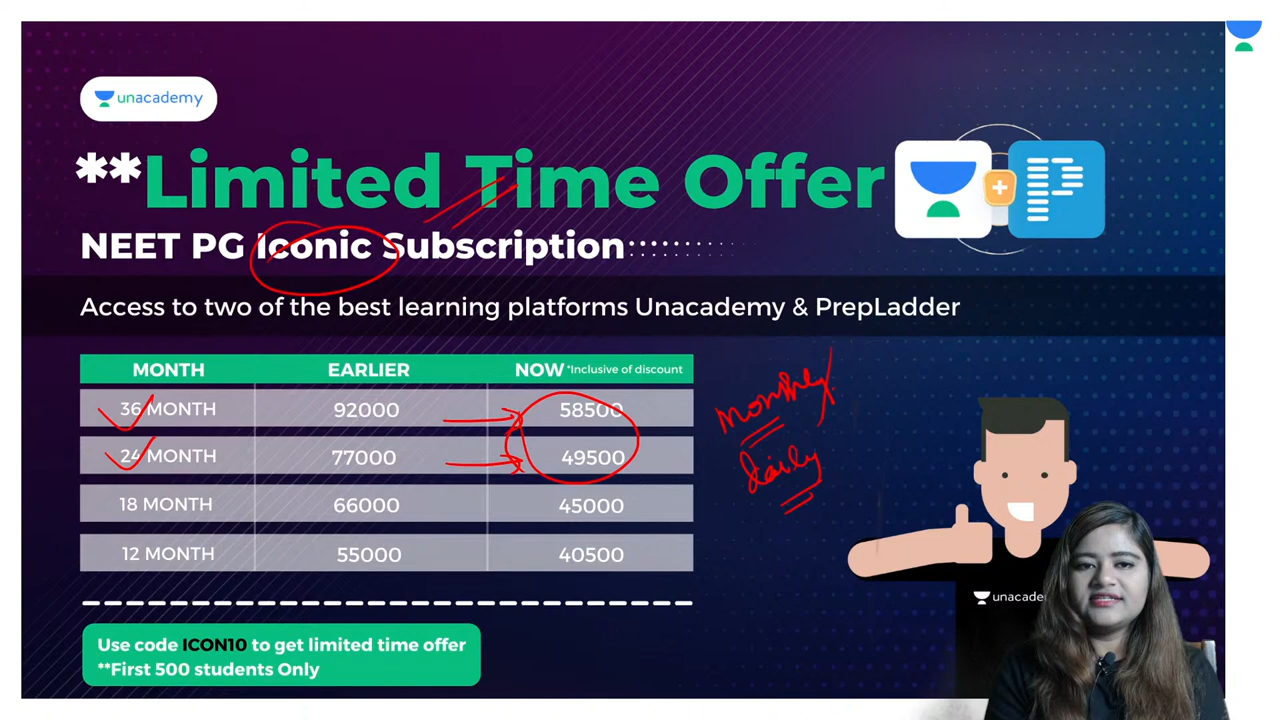 unacademy
**Limited Time Offer
NEET PG Iconic Subscription
Access to two of the best learning platforms Unacademy & PrepLadder
MONTH EARLIER NOW *Inclusive of discount
36 MONTH 92000 58500
24 MONTH 77000 49500
18 MONTH 66000 45000
12 MONTH 55000 40500
monthly
daily
unacade
Use code ICON10 to get limited time offer
**First 500 students Only